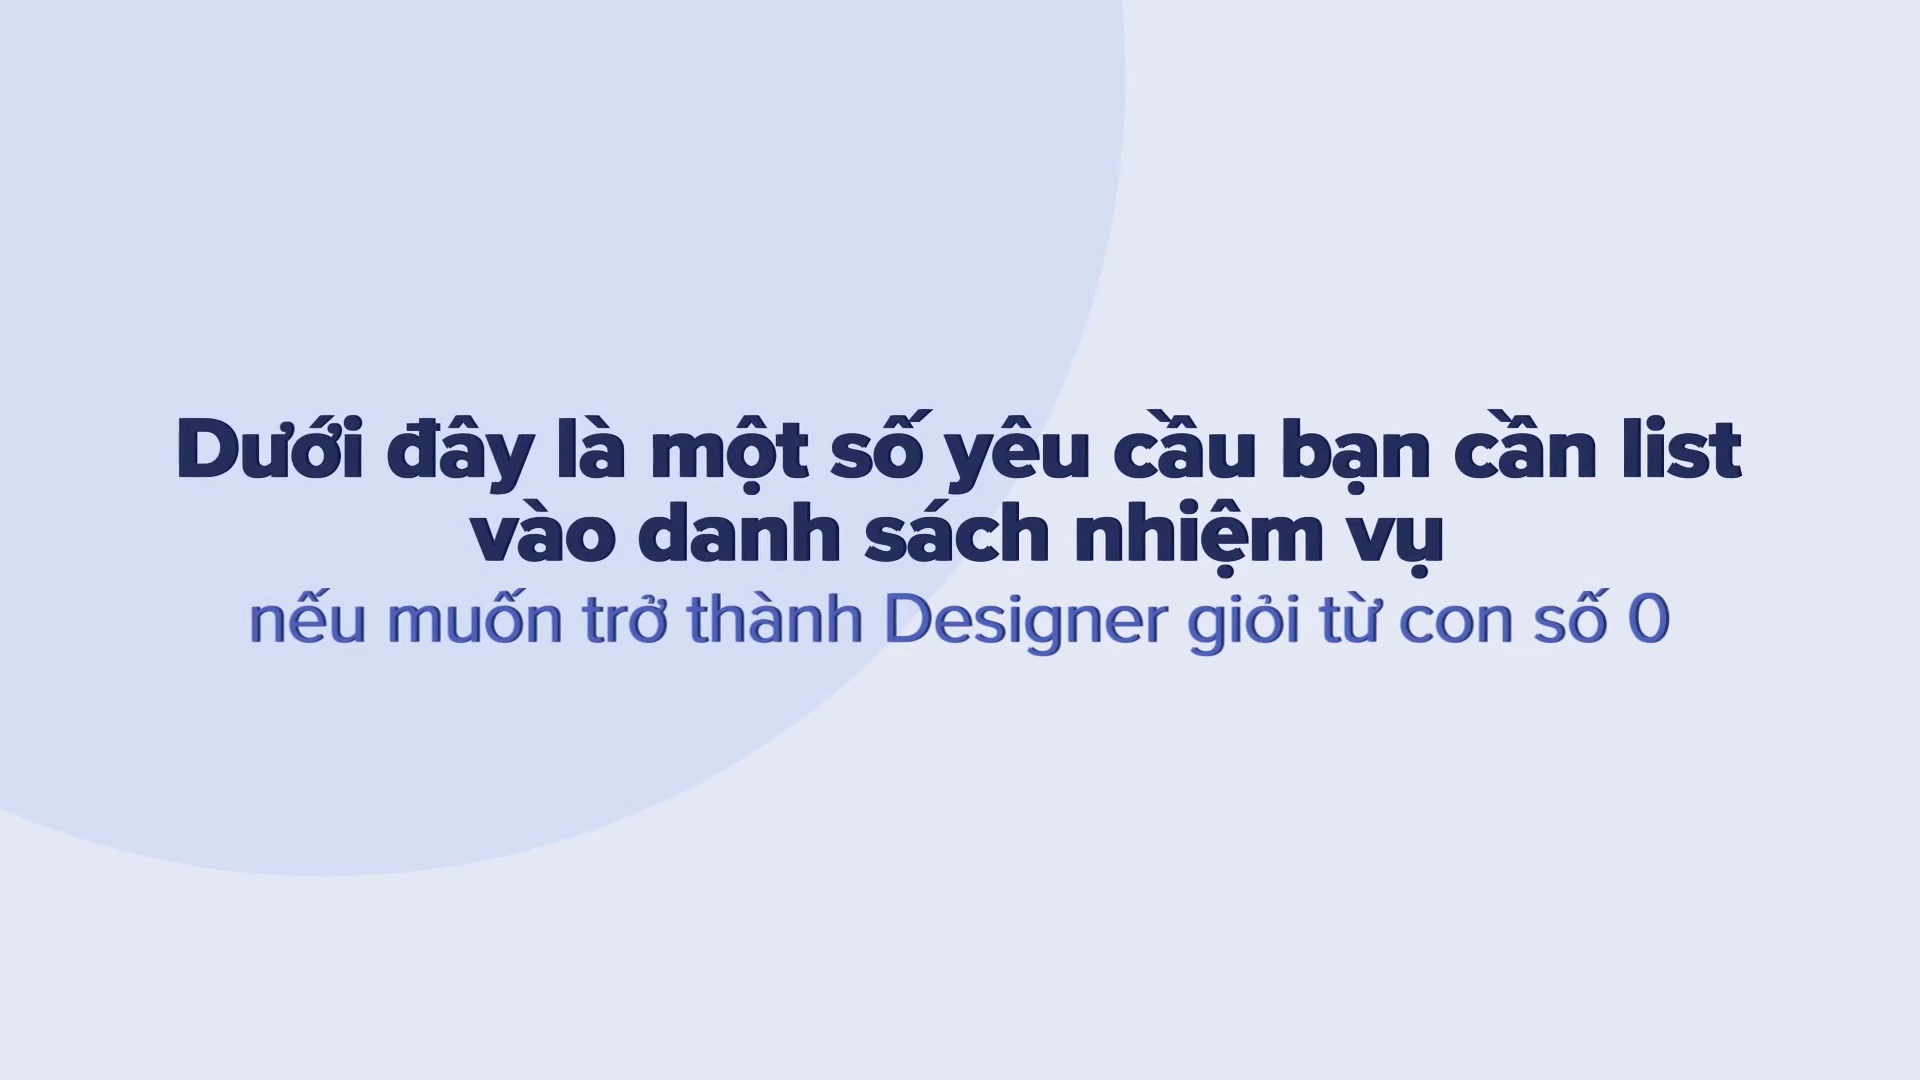 Dưới đây là một số yêu cầu bạn cần list
vào danh sách nhiệm vụ
nếu muốn trở thành Designer giỏi từ con số 0